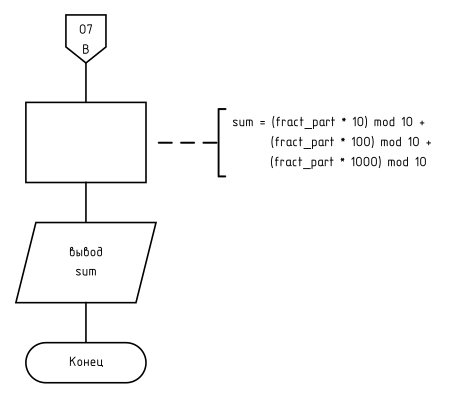 07
В
sum = (fract_part * 10) mod 10 +
(fract_part * 100) mod 10 +
(fract_part * 1000) mod 10
вывод
sum
Конец